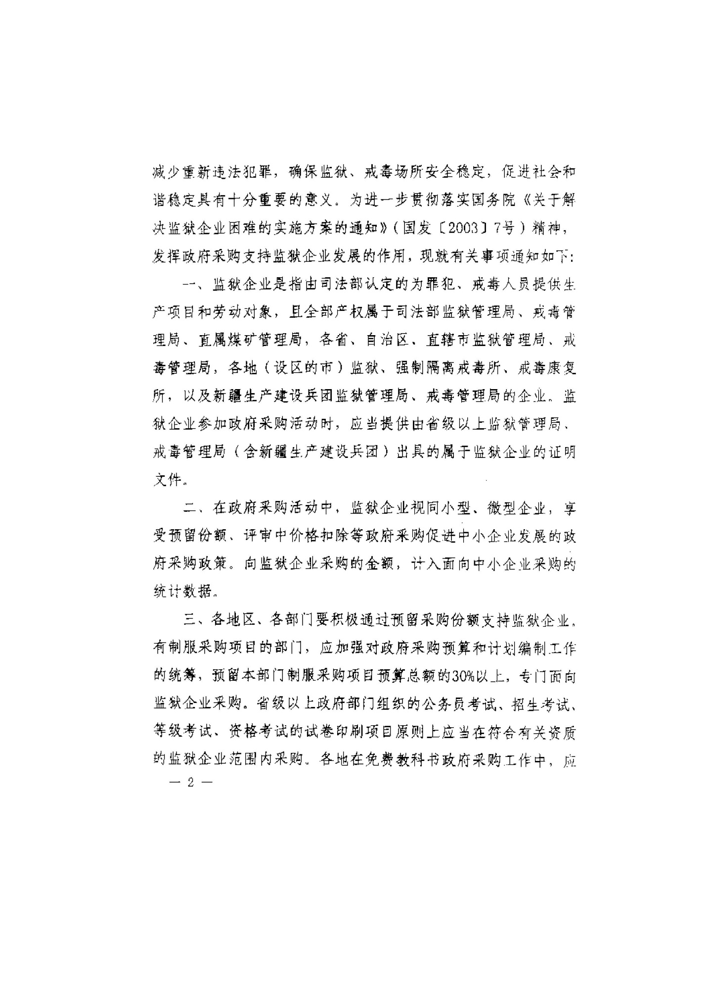 减少重新违法犯罪，确保监狱、戒毒场所安全稳定，促进社会和
谐稳定具有十分重要的意义。为进一步贯彻落实国务院《关于解
决监狱企业困难的实施方案的通知》（国发〔2003〕7号）精神，
发挥政府采购支持监狱企业发展的作用，现就有关事项通知如下：
一、监狱企业是指由司法部认定的为罪犯、戒毒人员提供生
产项目和劳动对象，且全部产权属于司法部监狱管理局、戒毒管
理局、直属煤矿管理局，各省、自治区、直辖市监狱管理局、戒
毒管理局，各地（设区的市）监狱、强制隔离戒毒所、戒毒康复
所，以及新疆生产建设兵团监狱管理局、戒毒管理局的企业。监
狱企业参加政府采购活动时，应当提供由省级以上监狱管理局、
戒毒管理局（含新疆生产建设兵团）出具的属于监狱企业的证明
文件。
二、在政府采购活动中，监狱企业视同小型、微型企业，享
受预留份额、评审中价格扣除等政府采购促进中小企业发展的政
府采购政策。向监狱企业采购的金额，计入面向中小企业采购的
统计数据。
三、各地区、各部门要积极通过预留采购份额支持监狱企业。
有制服采购项目的部门，应加强对政府采购预算和计划编制工作
的统筹，预留本部门制服采购项目预算总额的30%以上，专门面向
监狱企业采购。省级以上政府部门组织的公务员考试、招生考试、
等级考试、资格考试的试卷印刷项目原则上应当在符合有关资质
的监狱企业范围内采购。各地在免费教科书政府采购工作中，应
— 2 —